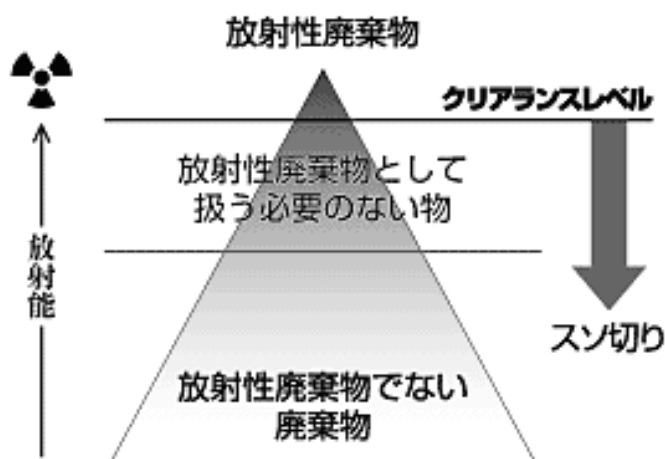 放射性廃棄物
クリアランスレベル
放射性廃棄物として
扱う必要のない物
放射能
スソ切り
放射性廃棄物でない
廃棄物